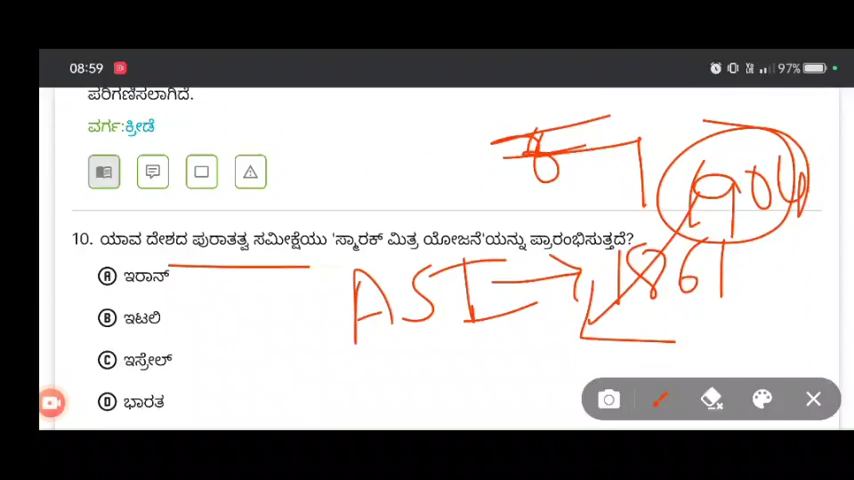 08:59 97%
ಪರಿಗಣಿಸಲಾಗಿದೆ.
ವರ್ಗ:ಕ್ರೀಡೆ
1904
10. ಯಾವ ದೇಶದ ಪುರಾತತ್ವ ಸಮೀಕ್ಷೆಯು 'ಸ್ಮಾರಕ್ ಮಿತ್ರ ಯೋಜನೆ'ಯನ್ನು ಪ್ರಾರಂಭಿಸುತ್ತದೆ?
A ಇರಾನ್
ASI → 1861
B ಇಟಲಿ
C ಇಸ್ರೇಲ್
D ಭಾರತ